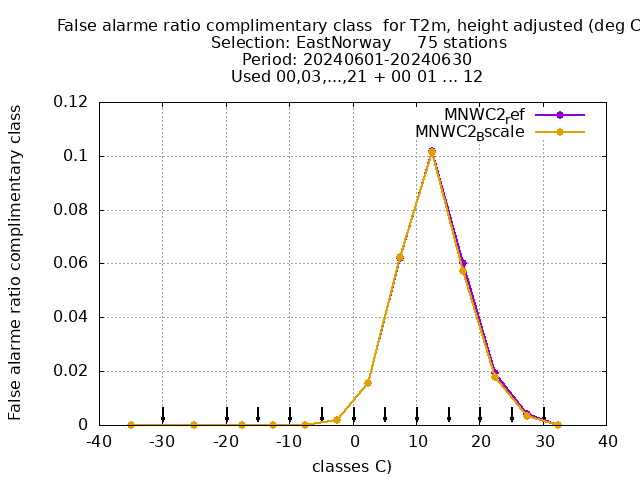 False alarme ratio complimentary class  for T2m, height adjusted (deg C
Selection: EastNorway     75 stations
Period: 20240601-20240630
Used 00,03,...,21 + 00 01 ... 12
MNWC2ref
MNWC2Bscale
0.12
0.1
0.08
0.06
0.04
0.02
0
-40 -30 -20 -10 0 10 20 30 40
False alarme ratio complimentary class
classes C)